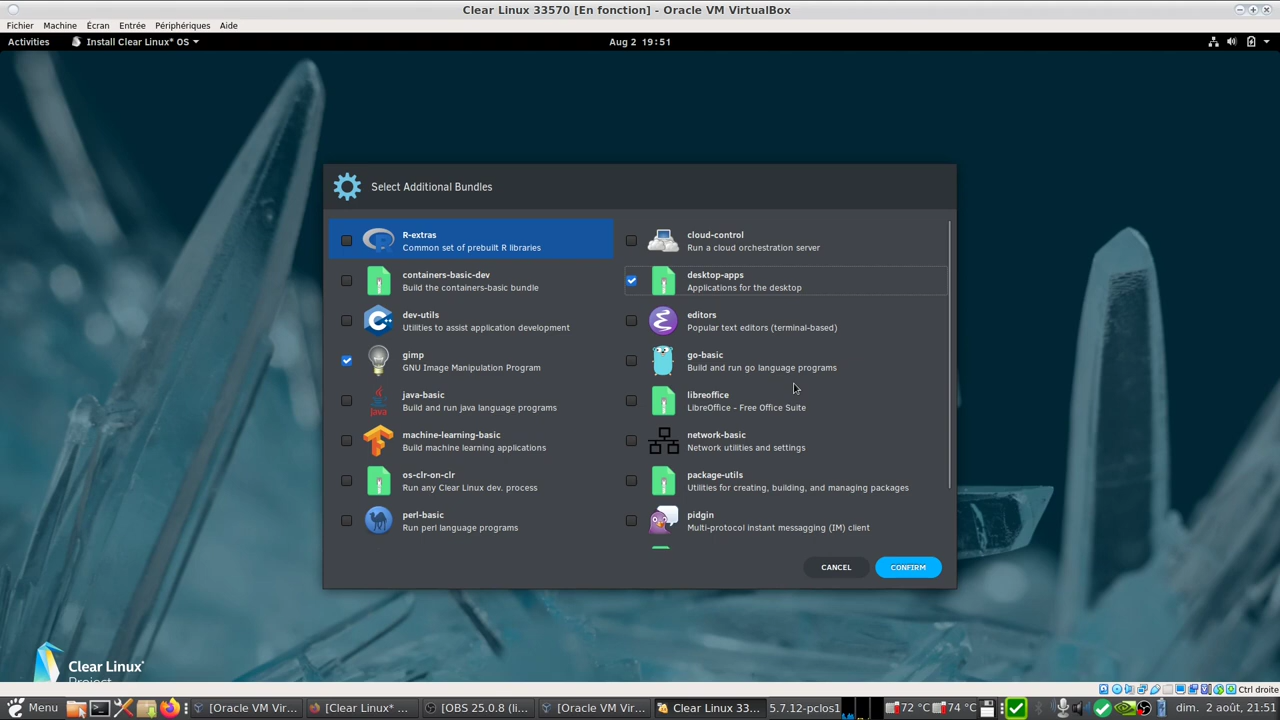 Clear Linux 33570 [En fonction] - Oracle VM VirtualBox
Fichier Machine Écran Entrée Périphériques Aide
Activities Install Clear Linux* OS Aug 2 19:51
Select Additional Bundles
R-extras
Common set of prebuilt R libraries
cloud-control
Run a cloud orchestration server
containers-basic-dev
Build the containers-basic bundle
desktop-apps
Applications for the desktop
dev-utils
Utilities to assist application development
editors
Popular text editors (terminal-based)
gimp
GNU Image Manipulation Program
go-basic
Build and run go language programs
java-basic
Build and run java language programs
libreoffice
LibreOffice - Free Office Suite
machine-learning-basic
Build machine learning applications
network-basic
Network utilities and settings
os-clr-on-clr
Run any Clear Linux dev. process
package-utils
Utilities for creating, building, and managing packages
perl-basic
Run perl language programs
pidgin
Multi-protocol instant messagging (IM) client
CANCEL CONFIRM
Clear Linux*
Project
Ctrl droite
Menu [Oracle VM Vir... [Clear Linux* ... [OBS 25.0.8 (li... [Oracle VM Vir... Clear Linux 33... 5.7.12-pclos1 72 °C 74 °C dim. 2 août, 21:51